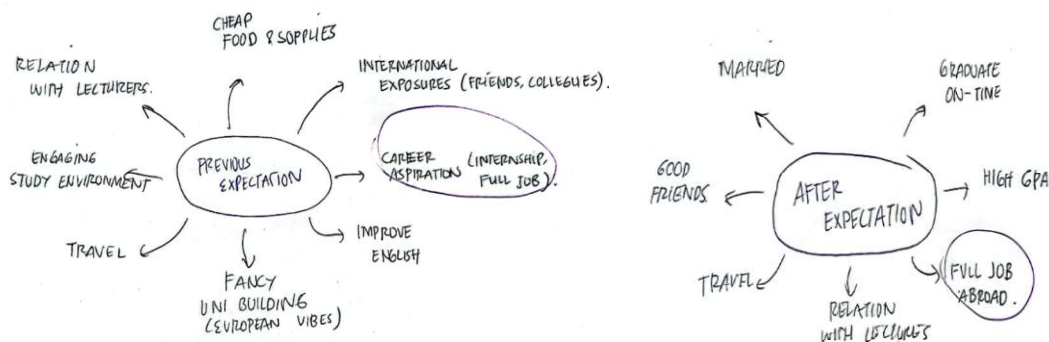 CHEAP
FOOD & SUPPLIES
RELATION
WITH LECTURERS.
INTERNATIONAL
EXPOSURES (FRIENDS, COLLEGUES).
ENGAGING
STUDY ENVIRONMENT
PREVIOUS
EXPECTATION
CAREER (INTERNSHIP,
ASPIRATION FULL JOB).
TRAVEL
IMPROVE
ENGLISH
FANCY
UNI BUILDING
(EUROPEAN VIBES)
MARRIED
GRADUATE
ON-TIME
GOOD
FRIENDS
AFTER
EXPECTATION
HIGH GPA
TRAVEL
FULL JOB
ABROAD.
RELATION
WITH LECTURES